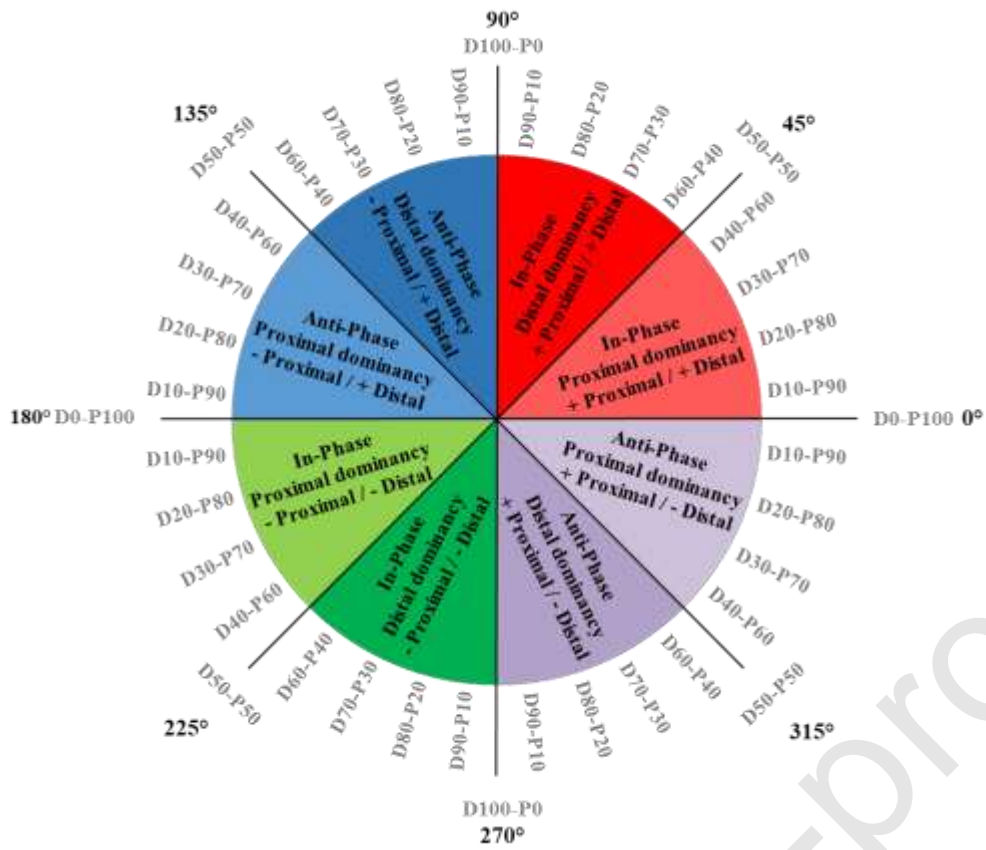 90°
D100-P0
D90-P10
D80-P20
D70-P30
D60-P40
D50-P50
45°
D40-P60
D30-P70
D20-P80
D10-P90
D0-P100 0°
D10-P90
D20-P80
D30-P70
D40-P60
D50-P50
315°
D60-P40
D70-P30
D80-P20
D90-P10
D100-P0
270°
D90-P10
D80-P20
D70-P30
D60-P40
D50-P50
225°
D40-P60
D30-P70
D20-P80
D10-P90
180° D0-P100
D10-P90
D20-P80
D30-P70
D40-P60
D50-P50
135°
D60-P40
D70-P30
D80-P20
D90-P10
In-Phase
Distal dominancy
+ Proximal / + Distal
In-Phase
Proximal dominancy
+ Proximal / + Distal
Anti-Phase
Proximal dominancy
+ Proximal / - Distal
Anti-Phase
Distal dominancy
+ Proximal / - Distal
In-Phase
Distal dominancy
- Proximal / - Distal
In-Phase
Proximal dominancy
- Proximal / - Distal
Anti-Phase
Proximal dominancy
- Proximal / + Distal
Anti-Phase
Distal dominancy
- Proximal / + Distal